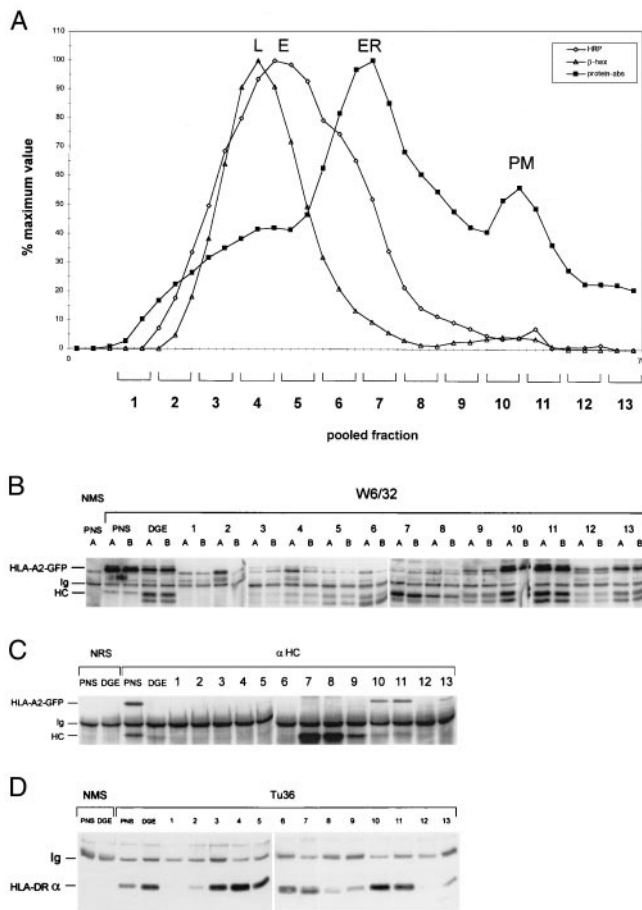 A
L E ER
PM
HRP
β-hex
protein-abs
% maximum value
110
100
90
80
70
60
50
40
30
20
10
0
0
1 2 3 4 5 6 7 8 9 10 11 12 13
pooled fraction
B
NMS W6/32
PNS PNS DGE 1 2 3 4 5 6 7 8 9 10 11 12 13
A A B A B A B A B A B A B A B A B A B A B A B A B A B A B A B
HLA-A2-GFP
Ig
HC
C
NRS α HC
PNS DGE PNS DGE 1 2 3 4 5 6 7 8 9 10 11 12 13
HLA-A2-GFP
Ig
HC
D
NMS Tu36
PNS DGE PNS DGE 1 2 3 4 5 6 7 8 9 10 11 12 13
Ig
HLA-DR α